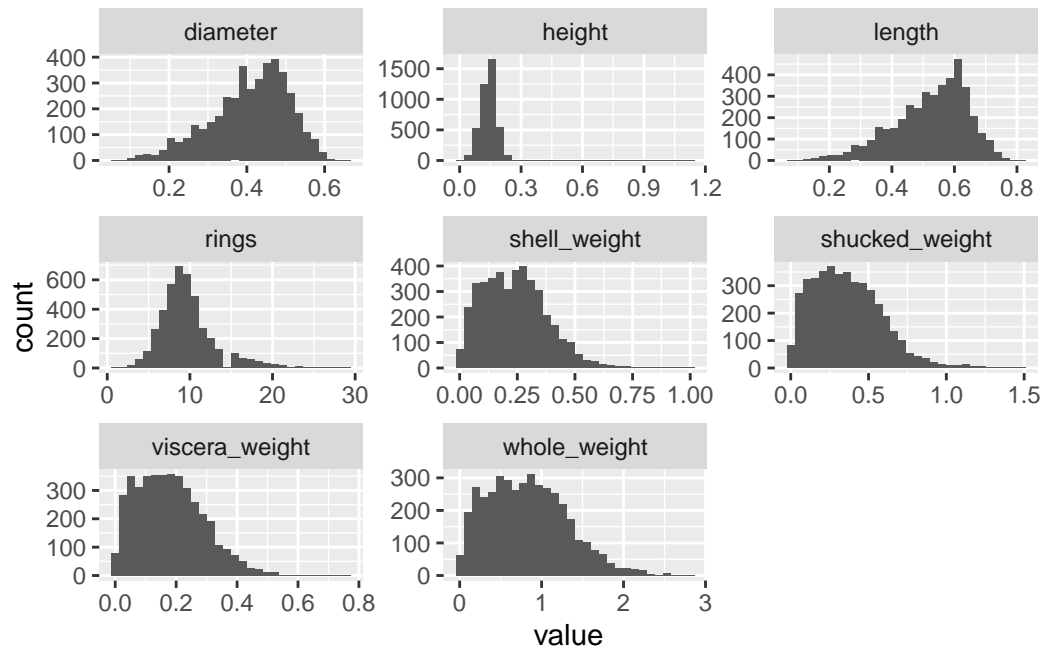 diameter
height
length
400
300
200
100
0
1500
1000
500
0
400
300
200
100
0
0.2 0.4 0.6
0.0 0.3 0.6 0.9 1.2
0.2 0.4 0.6 0.8
rings
shell_weight
shucked_weight
600
400
200
0
400
300
200
100
0
300
200
100
0
0 10 20 30
0.00 0.25 0.50 0.75 1.00
0.0 0.5 1.0 1.5
count
viscera_weight
whole_weight
300
200
100
0
300
200
100
0
0.0 0.2 0.4 0.6 0.8
0 1 2 3
value